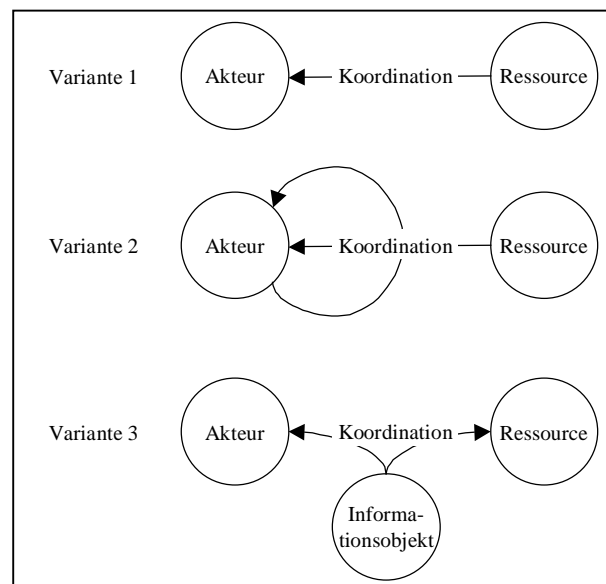 Variante 1
Akteur
Koordination
Ressource
Variante 2
Akteur
Koordination
Ressource
Variante 3
Akteur
Koordination
Ressource
Informa-
tionsobjekt